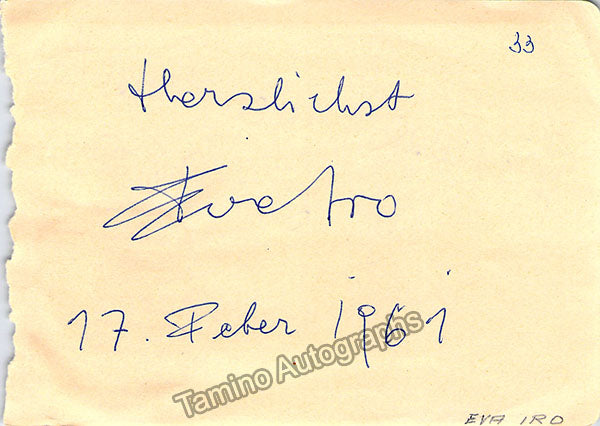 33
Herzlichst
Eva Iro
17. Feber 1961
Tamino Autographs
EVA IRO